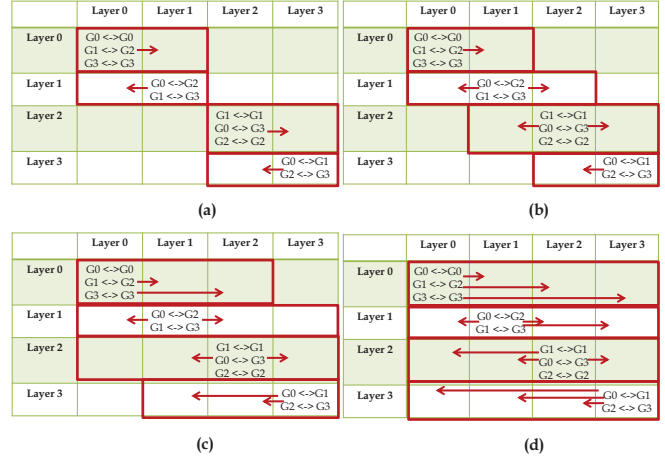 Layer 0 Layer 1 Layer 2 Layer 3
Layer 0
G0 <->G0
G1 <-> G2
G3 <-> G3
Layer 1
G0 <->G2
G1 <-> G3
Layer 2
G1 <->G1
G0 <-> G3
G2 <-> G2
Layer 3
G0 <->G1
G2 <-> G3
(a)
Layer 0 Layer 1 Layer 2 Layer 3
Layer 0
G0 <->G0
G1 <-> G2
G3 <-> G3
Layer 1
G0 <->G2
G1 <-> G3
Layer 2
G1 <->G1
G0 <-> G3
G2 <-> G2
Layer 3
G0 <->G1
G2 <-> G3
(b)
Layer 0 Layer 1 Layer 2 Layer 3
Layer 0
G0 <->G0
G1 <-> G2
G3 <-> G3
Layer 1
G0 <->G2
G1 <-> G3
Layer 2
G1 <->G1
G0 <-> G3
G2 <-> G2
Layer 3
G0 <->G1
G2 <-> G3
(c)
Layer 0 Layer 1 Layer 2 Layer 3
Layer 0
G0 <->G0
G1 <-> G2
G3 <-> G3
Layer 1
G0 <->G2
G1 <-> G3
Layer 2
G1 <->G1
G0 <-> G3
G2 <-> G2
Layer 3
G0 <->G1
G2 <-> G3
(d)